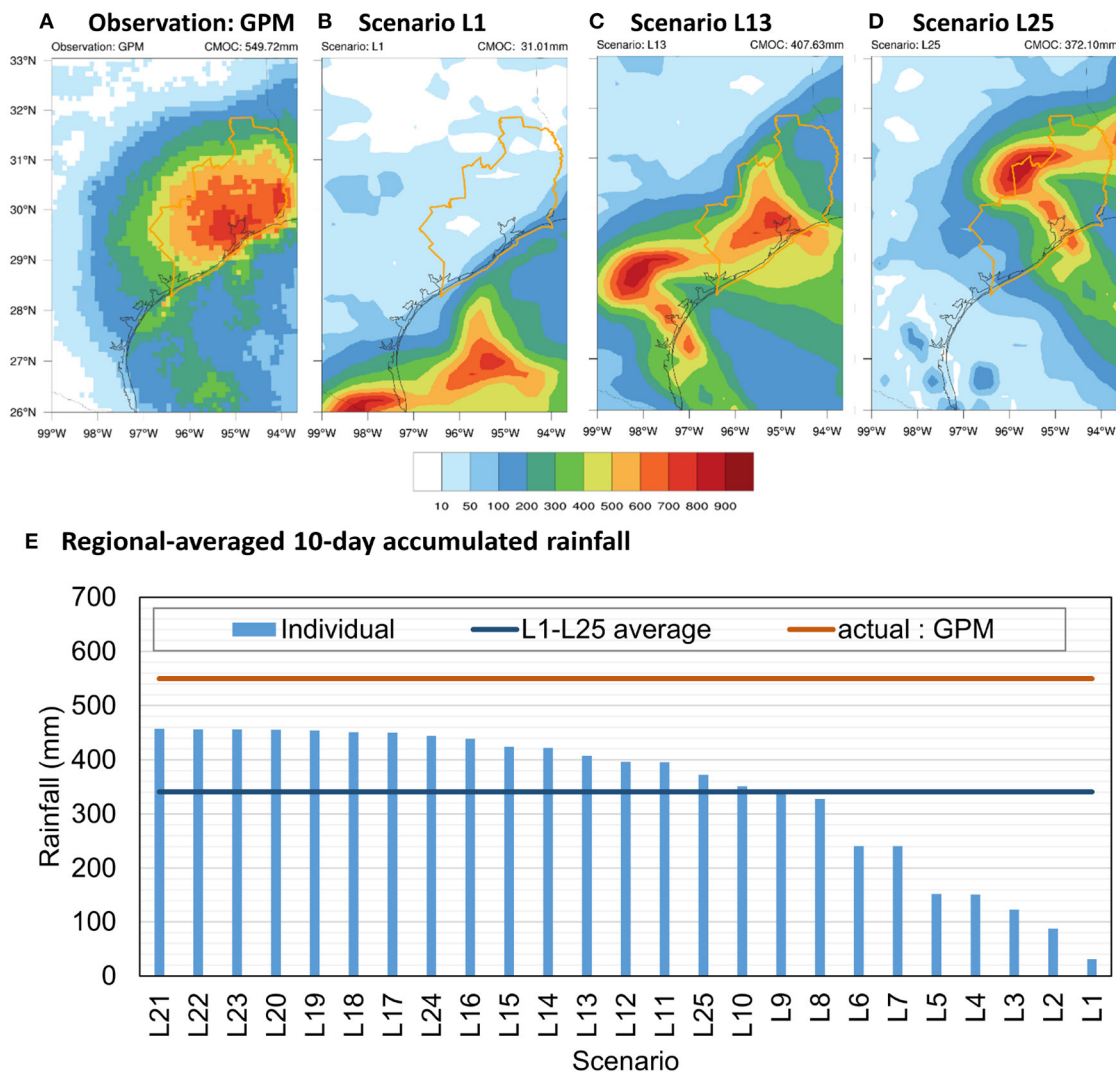 A Observation: GPM
B Scenario L1
C Scenario L13
D Scenario L25
Observation: GPM CMOC: 549.72mm
Scenario: L1 CMOC: 31.01mm
Scenario: L13 CMOC: 407.63mm
Scenario: L25 CMOC: 372.10mm
33°N
32°N
31°N
30°N
29°N
28°N
27°N
26°N
99°W 98°W 97°W 96°W 95°W 94°W
99°W 98°W 97°W 96°W 95°W 94°W
99°W 98°W 97°W 96°W 95°W 94°W
99°W 98°W 97°W 96°W 95°W 94°W
10 50 100 200 300 400 500 600 700 800 900
E Regional-averaged 10-day accumulated rainfall
Individual L1-L25 average actual : GPM
Rainfall (mm)
700
600
500
400
300
200
100
0
L21 L22 L23 L20 L19 L18 L17 L24 L16 L15 L14 L13 L12 L11 L25 L10 L9 L8 L6 L7 L5 L4 L3 L2 L1
Scenario